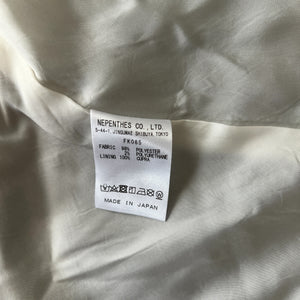 NEPENTHES CO.,LTD.
5-44-1 JINGUMAE SHIBUYA TOKYO
FK065
FABRIC 98% POLYESTER
2% POLYURETHANE
LINING 100% CUPRA
MADE IN JAPAN